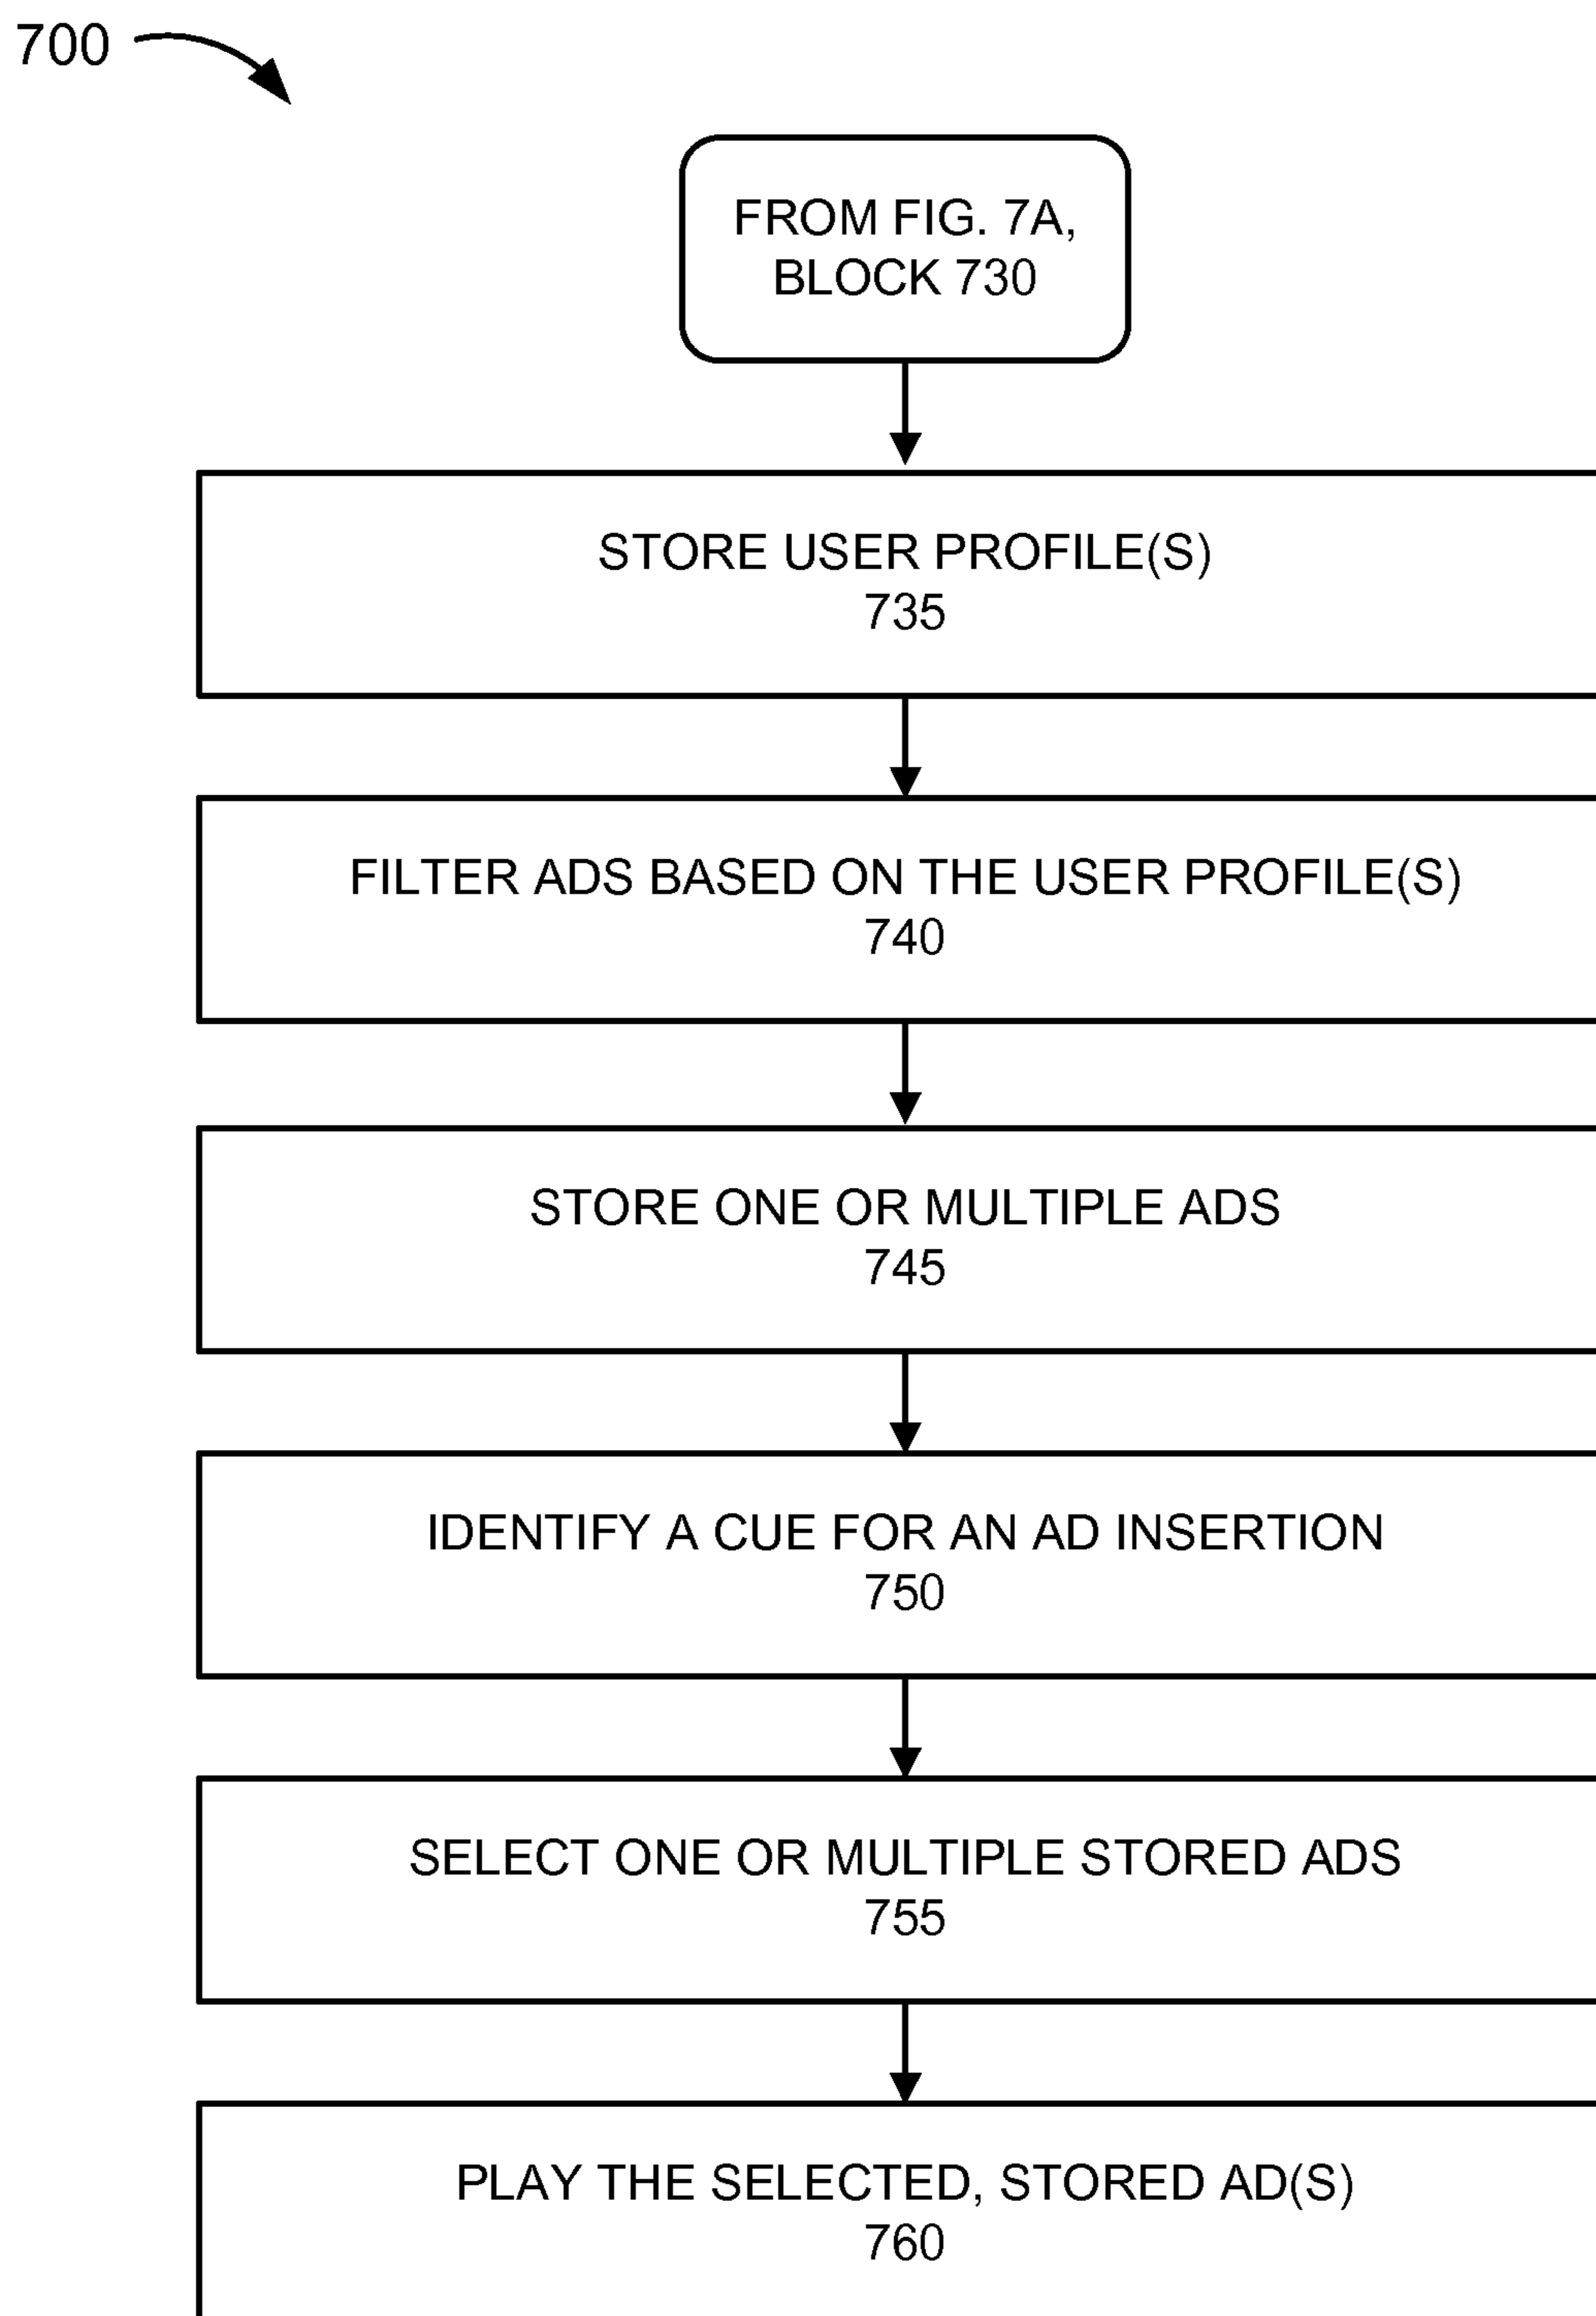 700
FROM FIG. 7A,
BLOCK 730
STORE USER PROFILE(S)
735
FILTER ADS BASED ON THE USER PROFILE(S)
740
STORE ONE OR MULTIPLE ADS
745
IDENTIFY A CUE FOR AN AD INSERTION
750
SELECT ONE OR MULTIPLE STORED ADS
755
PLAY THE SELECTED, STORED AD(S)
760